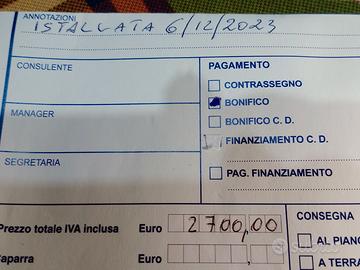 ANNOTAZIONI
ISTALLATA 6/12/2023
CONSULENTE
PAGAMENTO
CONTRASSEGNO
BONIFICO
MANAGER
BONIFICO C. D.
FINANZIAMENTO C. D.
SEGRETARIA
PAG. FINANZIAMENTO
Prezzo totale IVA inclusa Euro 2700,00
CONSEGNA
AL PIANO
Caparra Euro ,
A TERRA